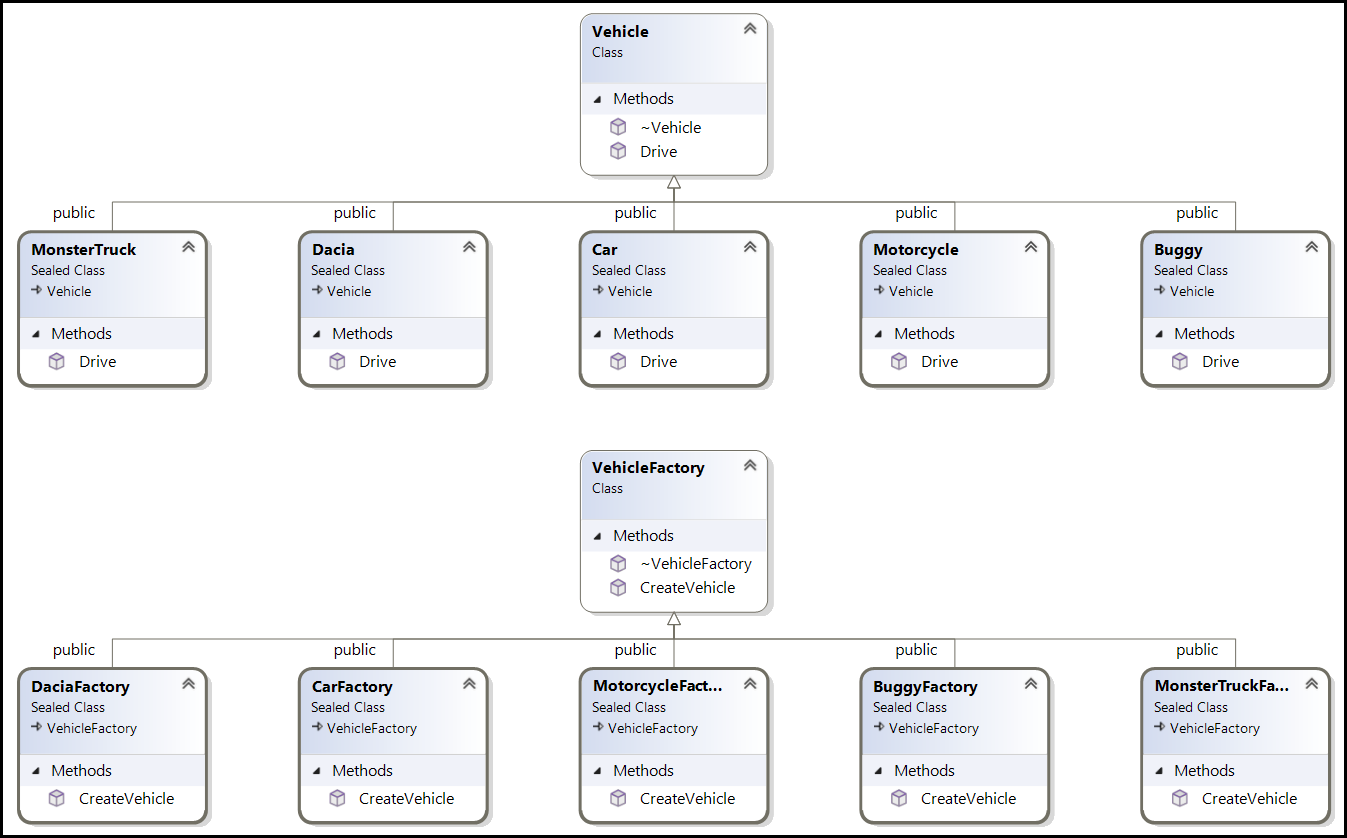 Vehicle
Class
Methods
~Vehicle
Drive
public
public
public
public
public
MonsterTruck
Sealed Class
Vehicle
Methods
Drive
Dacia
Sealed Class
Vehicle
Methods
Drive
Car
Sealed Class
Vehicle
Methods
Drive
Motorcycle
Sealed Class
Vehicle
Methods
Drive
Buggy
Sealed Class
Vehicle
Methods
Drive
VehicleFactory
Class
Methods
~VehicleFactory
CreateVehicle
public
public
public
public
public
DaciaFactory
Sealed Class
VehicleFactory
Methods
CreateVehicle
CarFactory
Sealed Class
VehicleFactory
Methods
CreateVehicle
MotorcycleFact...
Sealed Class
VehicleFactory
Methods
CreateVehicle
BuggyFactory
Sealed Class
VehicleFactory
Methods
CreateVehicle
MonsterTruckFa...
Sealed Class
VehicleFactory
Methods
CreateVehicle